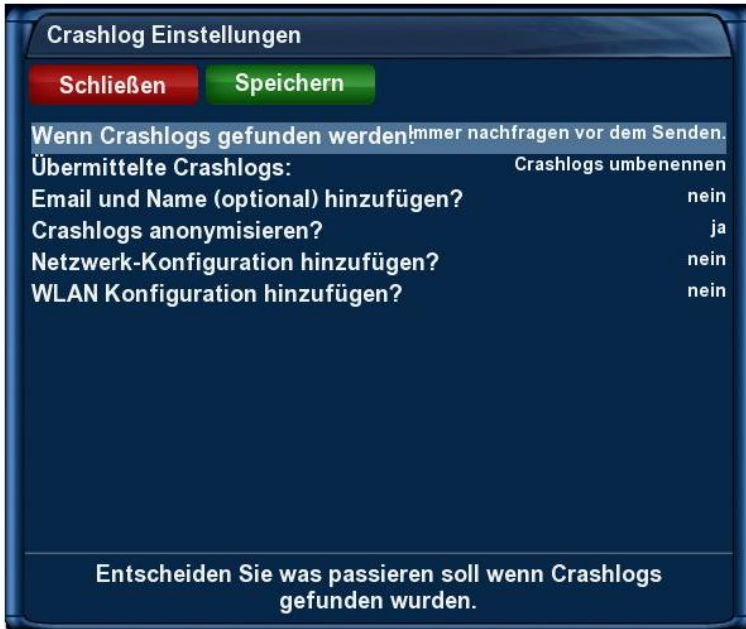 Crashlog Einstellungen
Schließen Speichern
Wenn Crashlogs gefunden werden: Immer nachfragen vor dem Senden.
Übermittelte Crashlogs: Crashlogs umbenennen
Email und Name (optional) hinzufügen? nein
Crashlogs anonymisieren? ja
Netzwerk-Konfiguration hinzufügen? nein
WLAN Konfiguration hinzufügen? nein
Entscheiden Sie was passieren soll wenn Crashlogs
gefunden wurden.